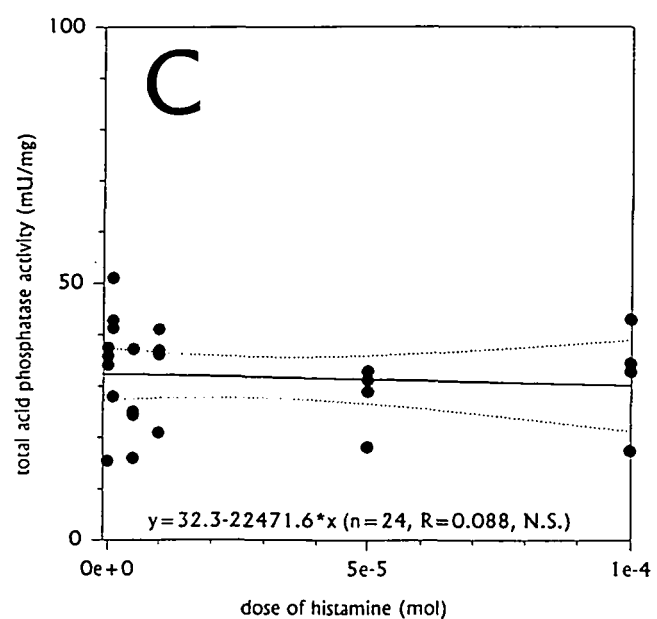 100
C
total acid phosphatase activity (mU/mg)
50
y=32.3-22471.6*x (n=24, R=0.088, N.S.)
0
0e+0
5e-5
1e-4
dose of histamine (mol)